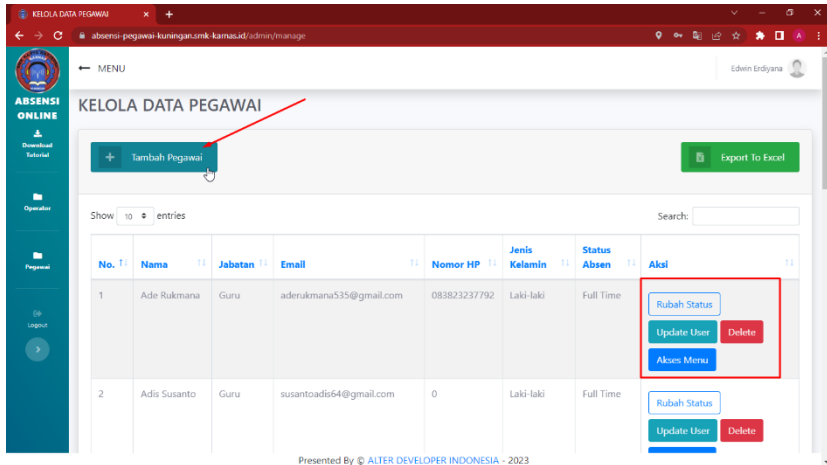 KELOLA DATA PEGAWAI
absensi-pegawai-kuningan.smk-karnas.id/admin/manage
A
MENU
Edwin Erdiyana
ABSENSI
ONLINE
Download
Tutorial
Operator
Pegawai
Logout
KELOLA DATA PEGAWAI
Tambah Pegawai
Export To Excel
Show 10 entries
Search:
No. Nama Jabatan Email Nomor HP Jenis Kelamin Status Absen Aksi
1 Ade Rukmana Guru aderukmana535@gmail.com 083823237792 Laki-laki Full Time
Rubah Status
Update User Delete
Akses Menu
2 Adis Susanto Guru susantoadis64@gmail.com 0 Laki-laki Full Time
Rubah Status
Update User Delete
Presented By © ALTER DEVELOPER INDONESIA - 2023